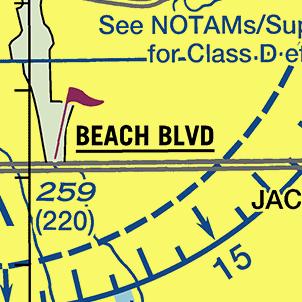 See NOTAMs/Sup
for Class D ef
BEACH BLVD
259
(220)
JAC
15